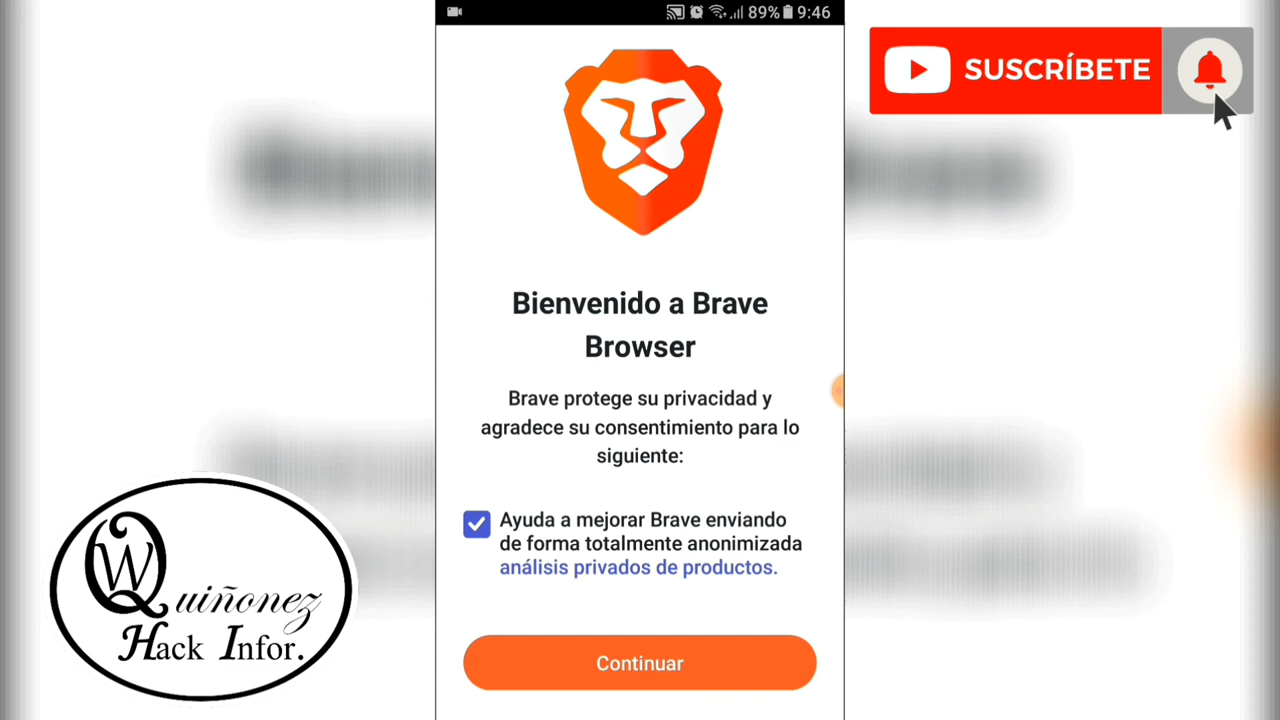 89% 9:46
SUSCRÍBETE
Bienvenido a Brave
Browser
Brave protege su privacidad y
agradece su consentimiento para lo
siguiente:
Ayuda a mejorar Brave enviando
de forma totalmente anonimizada
análisis privados de productos.
Continuar
W Quiñonez
Hack Infor.